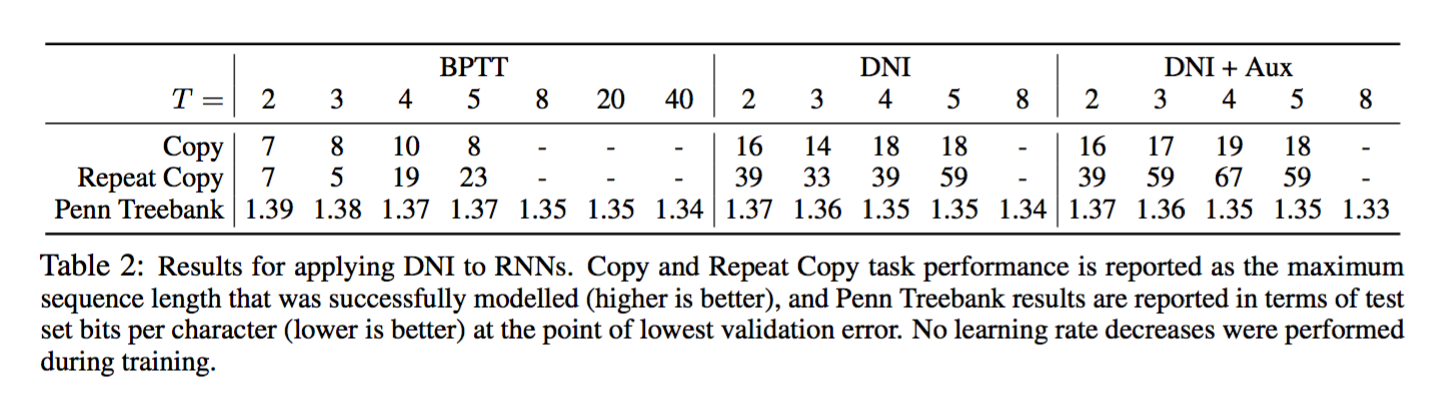 BPTT DNI DNI + Aux
T = 2 3 4 5 8 20 40 2 3 4 5 8 2 3 4 5 8
Copy 7 8 10 8 - - - 16 14 18 18 - 16 17 19 18 -
Repeat Copy 7 5 19 23 - - - 39 33 39 59 - 39 59 67 59 -
Penn Treebank 1.39 1.38 1.37 1.37 1.35 1.35 1.34 1.37 1.36 1.35 1.35 1.34 1.37 1.36 1.35 1.35 1.33
Table 2: Results for applying DNI to RNNs. Copy and Repeat Copy task performance is reported as the maximum
sequence length that was successfully modelled (higher is better), and Penn Treebank results are reported in terms of test
set bits per character (lower is better) at the point of lowest validation error. No learning rate decreases were performed
during training.